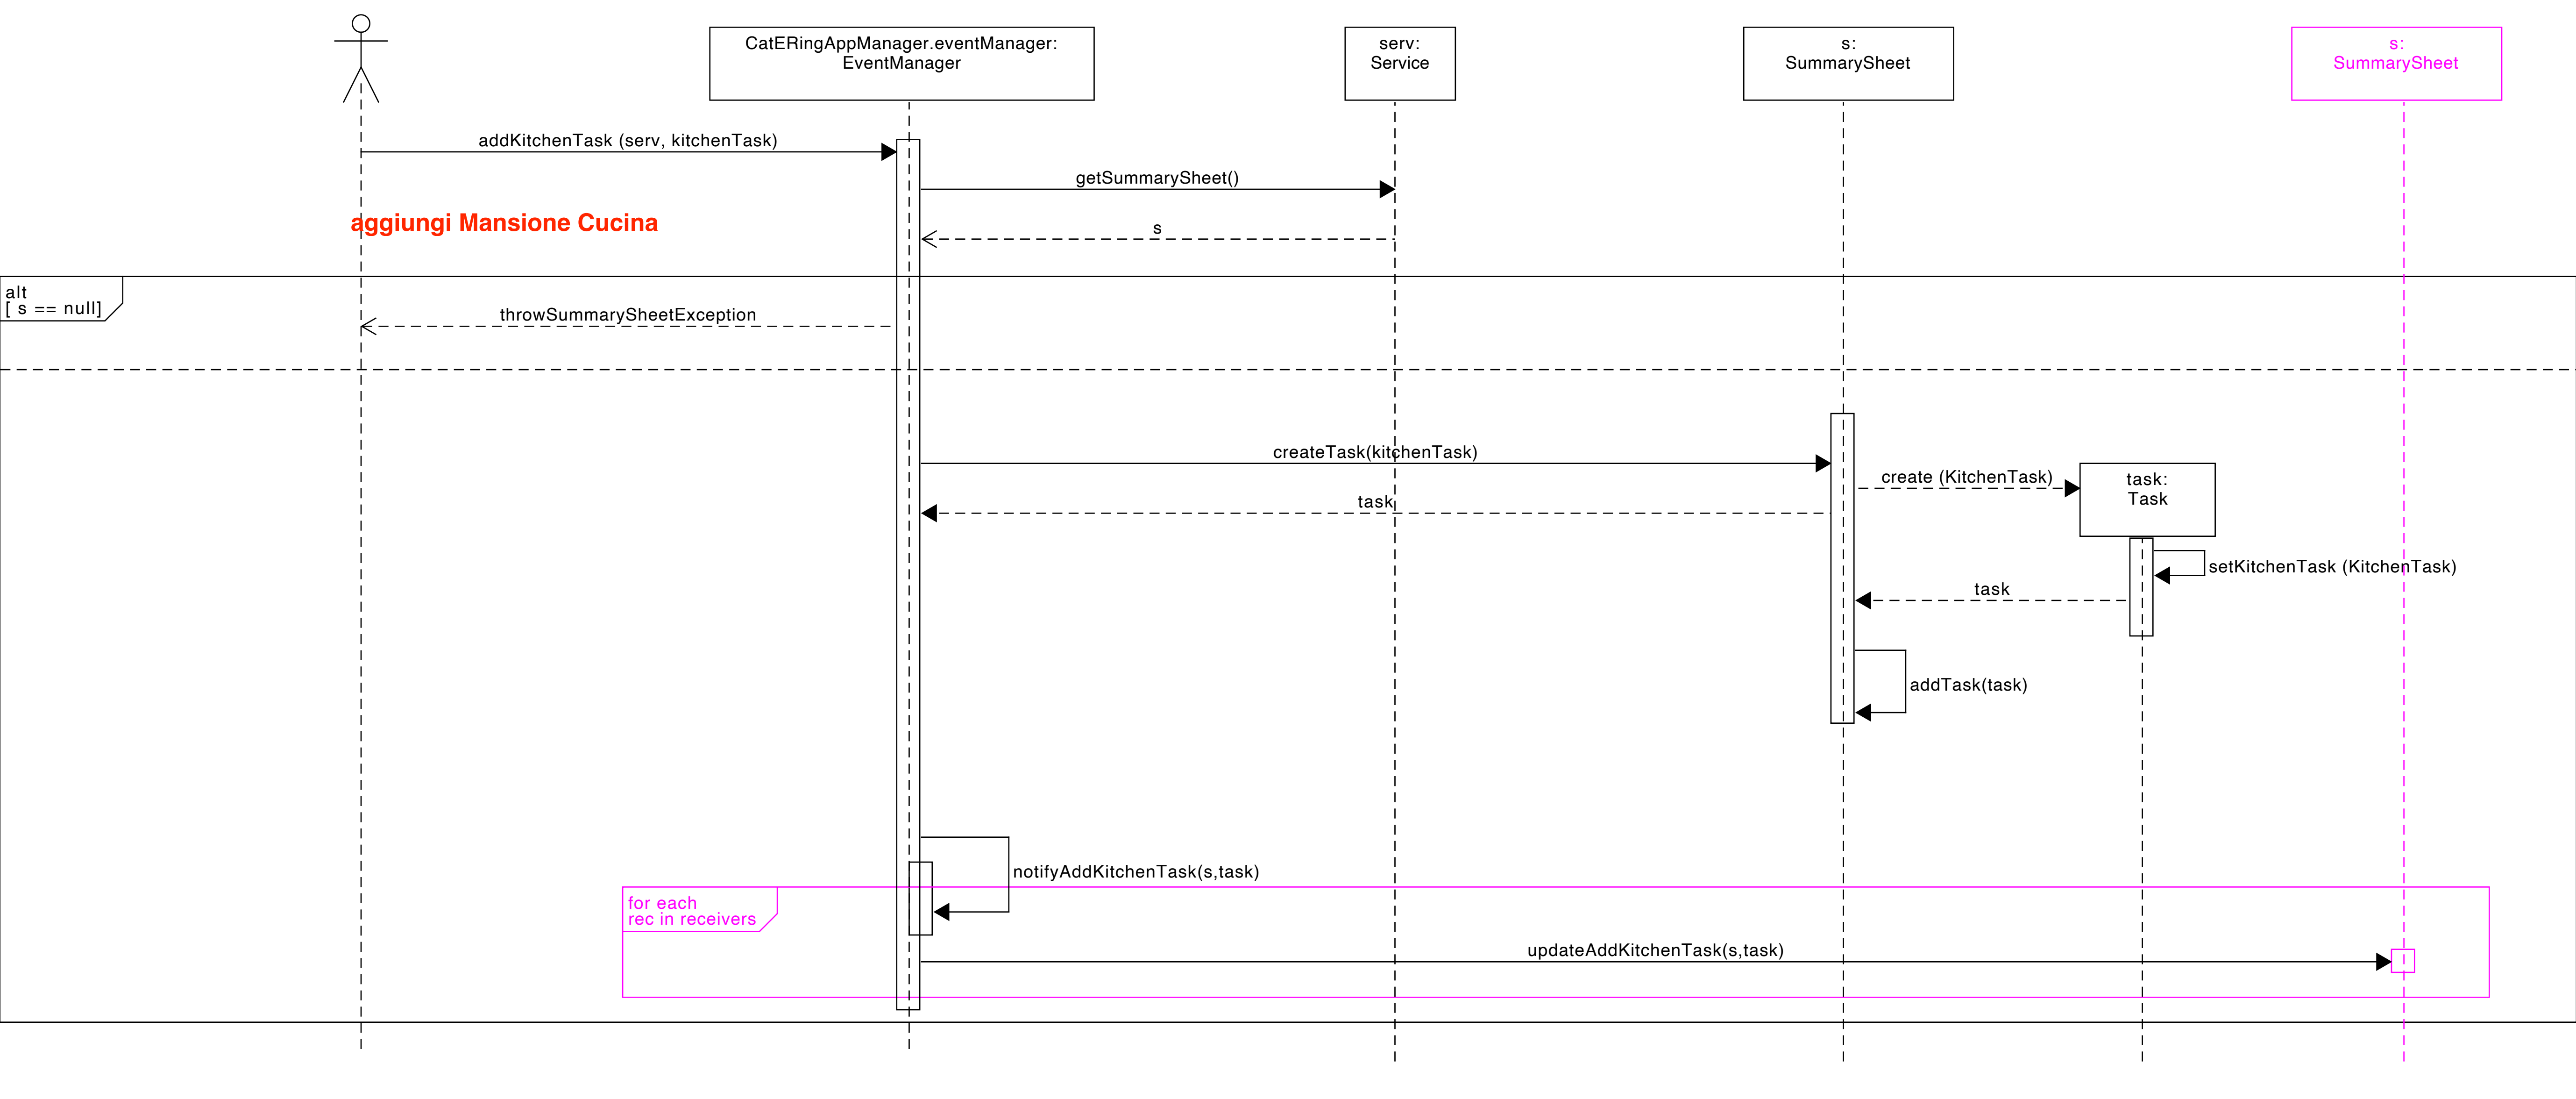 CatERingAppManager.eventManager:
EventManager
serv:
Service
s:
SummarySheet
s:
SummarySheet
addKitchenTask (serv, kitchenTask)
getSummarySheet()
aggiungi Mansione Cucina
s
alt
[ s == null]
throwSummarySheetException
createTask(kitchenTask)
create (KitchenTask)
task:
Task
task
setKitchenTask (KitchenTask)
task
addTask(task)
notifyAddKitchenTask(s,task)
for each
rec in receivers
updateAddKitchenTask(s,task)